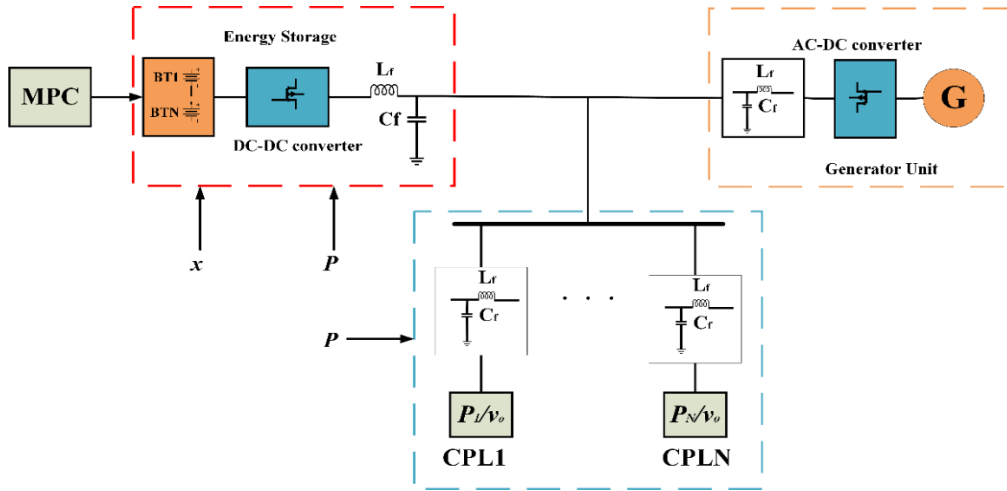 Energy Storage
AC-DC converter
MPC
BT1
BTN
Lf
Cf
DC-DC converter
Lf
Cf
G
Generator Unit
x
P
P
Lf
Cf
. . .
Lf
Cf
P1/vo
PN/vo
CPL1
CPLN